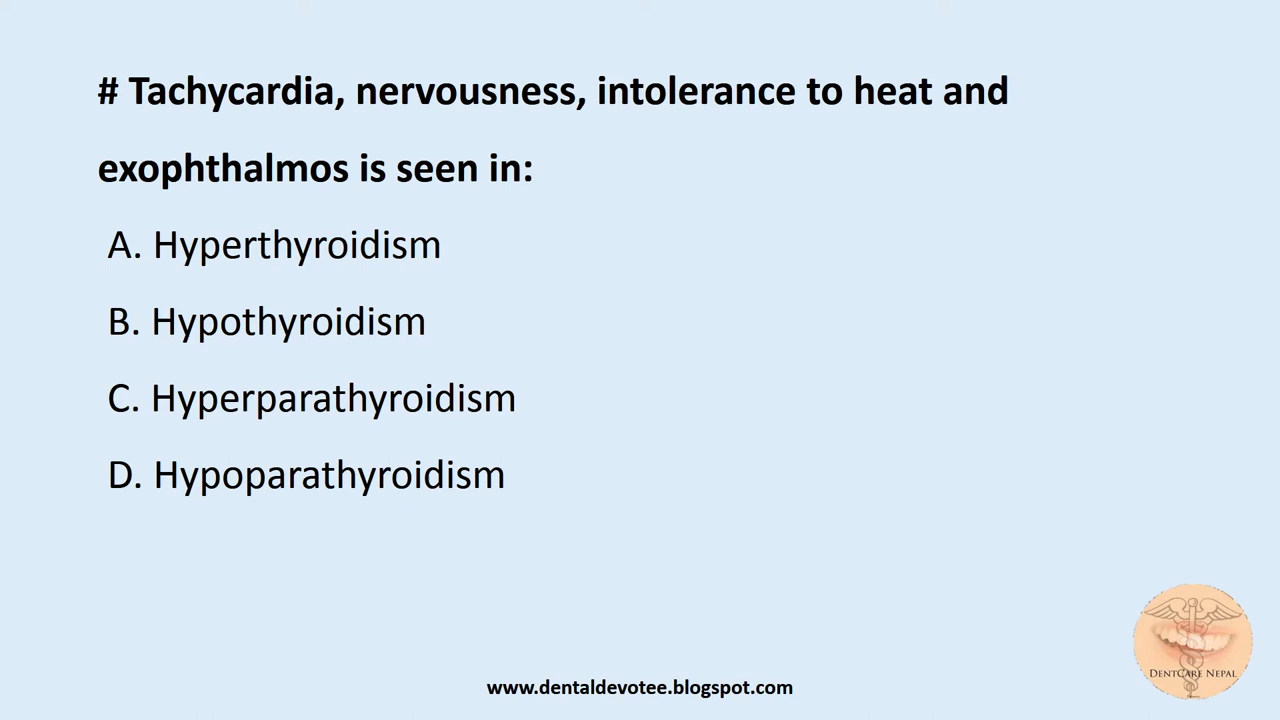 # Tachycardia, nervousness, intolerance to heat and
exophthalmos is seen in:
A. Hyperthyroidism
B. Hypothyroidism
C. Hyperparathyroidism
D. Hypoparathyroidism
DENTCARE NEPAL
www.dentaldevotee.blogspot.com